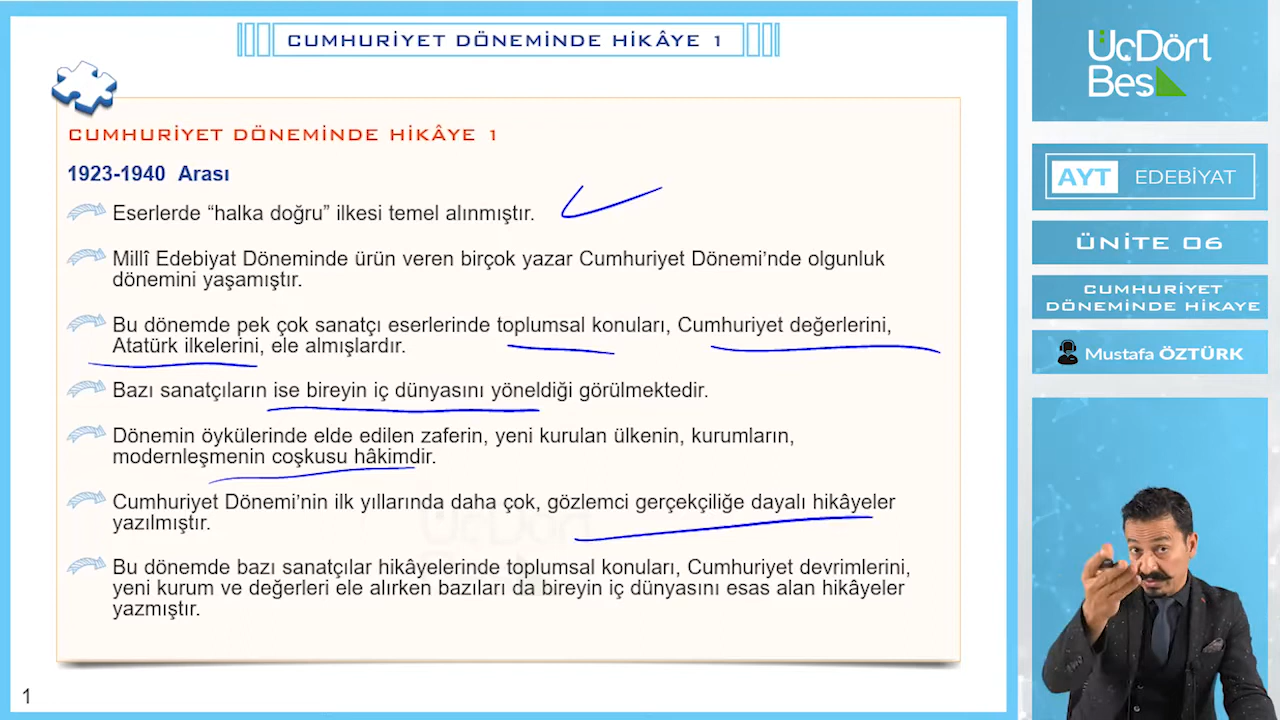 CUMHURİYET DÖNEMİNDE HİKÂYE 1
CUMHURİYET DÖNEMİNDE HİKÂYE 1
1923-1940 Arası
Eserlerde “halka doğru” ilkesi temel alınmıştır.
Millî Edebiyat Döneminde ürün veren birçok yazar Cumhuriyet Dönemi’nde olgunluk
dönemini yaşamıştır.
Bu dönemde pek çok sanatçı eserlerinde toplumsal konuları, Cumhuriyet değerlerini,
Atatürk ilkelerini, ele almışlardır.
Bazı sanatçıların ise bireyin iç dünyasını yöneldiği görülmektedir.
Dönemin öykülerinde elde edilen zaferin, yeni kurulan ülkenin, kurumların,
modernleşmenin coşkusu hâkimdir.
Cumhuriyet Dönemi’nin ilk yıllarında daha çok, gözlemci gerçekçiliğe dayalı hikâyeler
yazılmıştır.
Bu dönemde bazı sanatçılar hikâyelerinde toplumsal konuları, Cumhuriyet devrimlerini,
yeni kurum ve değerleri ele alırken bazıları da bireyin iç dünyasını esas alan hikâyeler
yazmıştır.
1
ÜçDört
Beş
AYT EDEBİYAT
ÜNİTE 06
CUMHURİYET
DÖNEMİNDE HİKAYE
Mustafa ÖZTÜRK